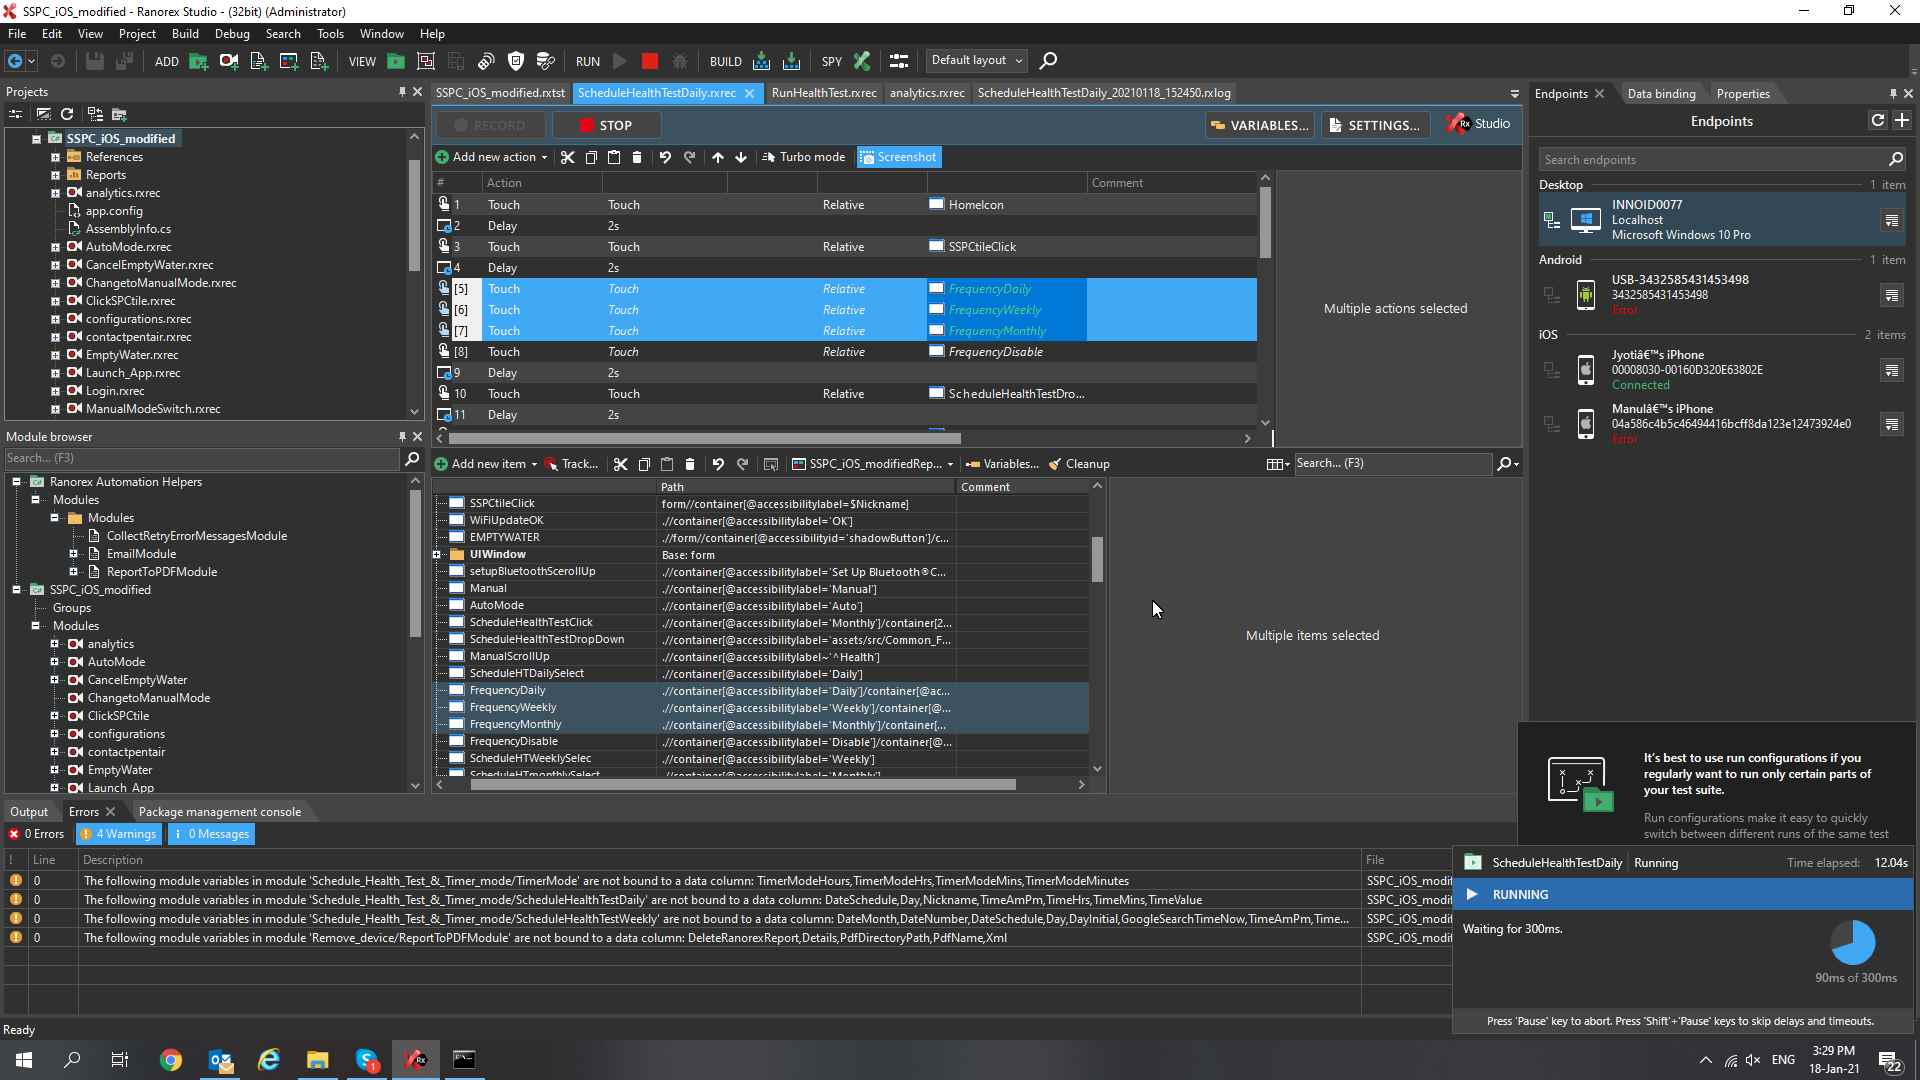 SSPC_iOS_modified - Ranorex Studio - (32bit) (Administrator)
File Edit View Project Build Debug Search Tools Window Help
ADD VIEW RUN BUILD SPY Default layout
Projects
SSPC_iOS_modified
References
Reports
analytics.rxrec
app.config
AssemblyInfo.cs
AutoMode.rxrec
CancelEmptyWater.rxrec
ChangetoManualMode.rxrec
ClickSPCtile.rxrec
configurations.rxrec
contactpentair.rxrec
EmptyWater.rxrec
Launch_App.rxrec
Login.rxrec
ManualModeSwitch.rxrec
Module browser
Search... (F3)
Ranorex Automation Helpers
Modules
Modules
CollectRetryErrorMessagesModule
EmailModule
ReportToPDFModule
SSPC_iOS_modified
Groups
Modules
analytics
AutoMode
CancelEmptyWater
ChangetoManualMode
ClickSPCtile
configurations
contactpentair
EmptyWater
Launch_App
SSPC_iOS_modified.rxtst ScheduleHealthTestDaily.rxrec RunHealthTest.rxrec analytics.rxrec ScheduleHealthTestDaily_20210118_152450.rxlog
RECORD STOP VARIABLES... SETTINGS... Rx Studio
Add new action Turbo mode Screenshot
# Action Comment
1 Touch Touch Relative HomeIcon
2 Delay 2s
3 Touch Touch Relative SSPCtileClick
4 Delay 2s
[5] Touch Touch Relative FrequencyDaily
[6] Touch Touch Relative FrequencyWeekly
[7] Touch Touch Relative FrequencyMonthly
[8] Touch Touch Relative FrequencyDisable
9 Delay 2s
10 Touch Touch Relative ScheduleHealthTestDro...
11 Delay 2s
Multiple actions selected
Add new item Track... SSPC_iOS_modifiedRep... Variables... Cleanup Search... (F3)
Path Comment
SSPCtileClick form//container[@accessibilitylabel=$Nickname]
WiFiUpdateOK .//container[@accessibilitylabel='OK']
EMPTYWATER .//form//container[@accessibilityid='shadowButton']/c...
UIWindow Base: form
setupBluetoothScerollUp .//container[@accessibilitylabel='Set Up Bluetooth®C...
Manual .//container[@accessibilitylabel='Manual']
AutoMode .//container[@accessibilitylabel='Auto']
ScheduleHealthTestClick .//container[@accessibilitylabel='Monthly']/container[2...
ScheduleHealthTestDropDown .//container[@accessibilitylabel='assets/src/Common_F...
ManualScrollUp .//container[@accessibilitylabel~'^Health']
ScheduleHTDailySelect .//container[@accessibilitylabel='Daily']
FrequencyDaily .//container[@accessibilitylabel='Daily']/container[@ac...
FrequencyWeekly .//container[@accessibilitylabel='Weekly']/container[@...
FrequencyMonthly .//container[@accessibilitylabel='Monthly']/container[...
FrequencyDisable .//container[@accessibilitylabel='Disable']/container[@...
ScheduleHTWeeklySelec .//container[@accessibilitylabel='Weekly']
ScheduleHTmonthlySelect .//container[@accessibilitylabel='Monthly']
Multiple items selected
Endpoints Data binding Properties
Endpoints
Search endpoints
Desktop 1 item
INNOID0077
Localhost
Microsoft Windows 10 Pro
Android 1 item
USB-3432585431453498
3432585431453498
Error
iOS 2 items
Jyotiâ€™s iPhone
00008030-00160D320E63802E
Connected
Manulâ€™s iPhone
04a586c4b5c46494416bcff8da123e12473924e0
Error
It's best to use run configurations if you
regularly want to run only certain parts of
your test suite.
Run configurations make it easy to quickly
switch between different runs of the same test
Output Errors Package management console
0 Errors 4 Warnings 0 Messages
! Line Description File
0 The following module variables in module 'Schedule_Health_Test_&_Timer_mode/TimerMode' are not bound to a data column: TimerModeHours,TimerModeHrs,TimerModeMins,TimerModeMinutes SSPC_iOS_modif
0 The following module variables in module 'Schedule_Health_Test_&_Timer_mode/ScheduleHealthTestDaily' are not bound to a data column: DateSchedule,Day,Nickname,TimeAmPm,TimeHrs,TimeMins,TimeValue SSPC_iOS_modif
0 The following module variables in module 'Schedule_Health_Test_&_Timer_mode/ScheduleHealthTestWeekly' are not bound to a data column: DateMonth,DateNumber,DateSchedule,Day,DayInitial,GoogleSearchTimeNow,TimeAmPm,Time... SSPC_iOS_modif
0 The following module variables in module 'Remove_device/ReportToPDFModule' are not bound to a data column: DeleteRanorexReport,Details,PdfDirectoryPath,PdfName,Xml SSPC_iOS_modif
ScheduleHealthTestDaily Running Time elapsed: 12.04s
RUNNING
Waiting for 300ms.
90ms of 300ms
Press 'Pause' key to abort. Press 'Shift'+'Pause' keys to skip delays and timeouts.
Ready
ENG
3:29 PM
18-Jan-21
22